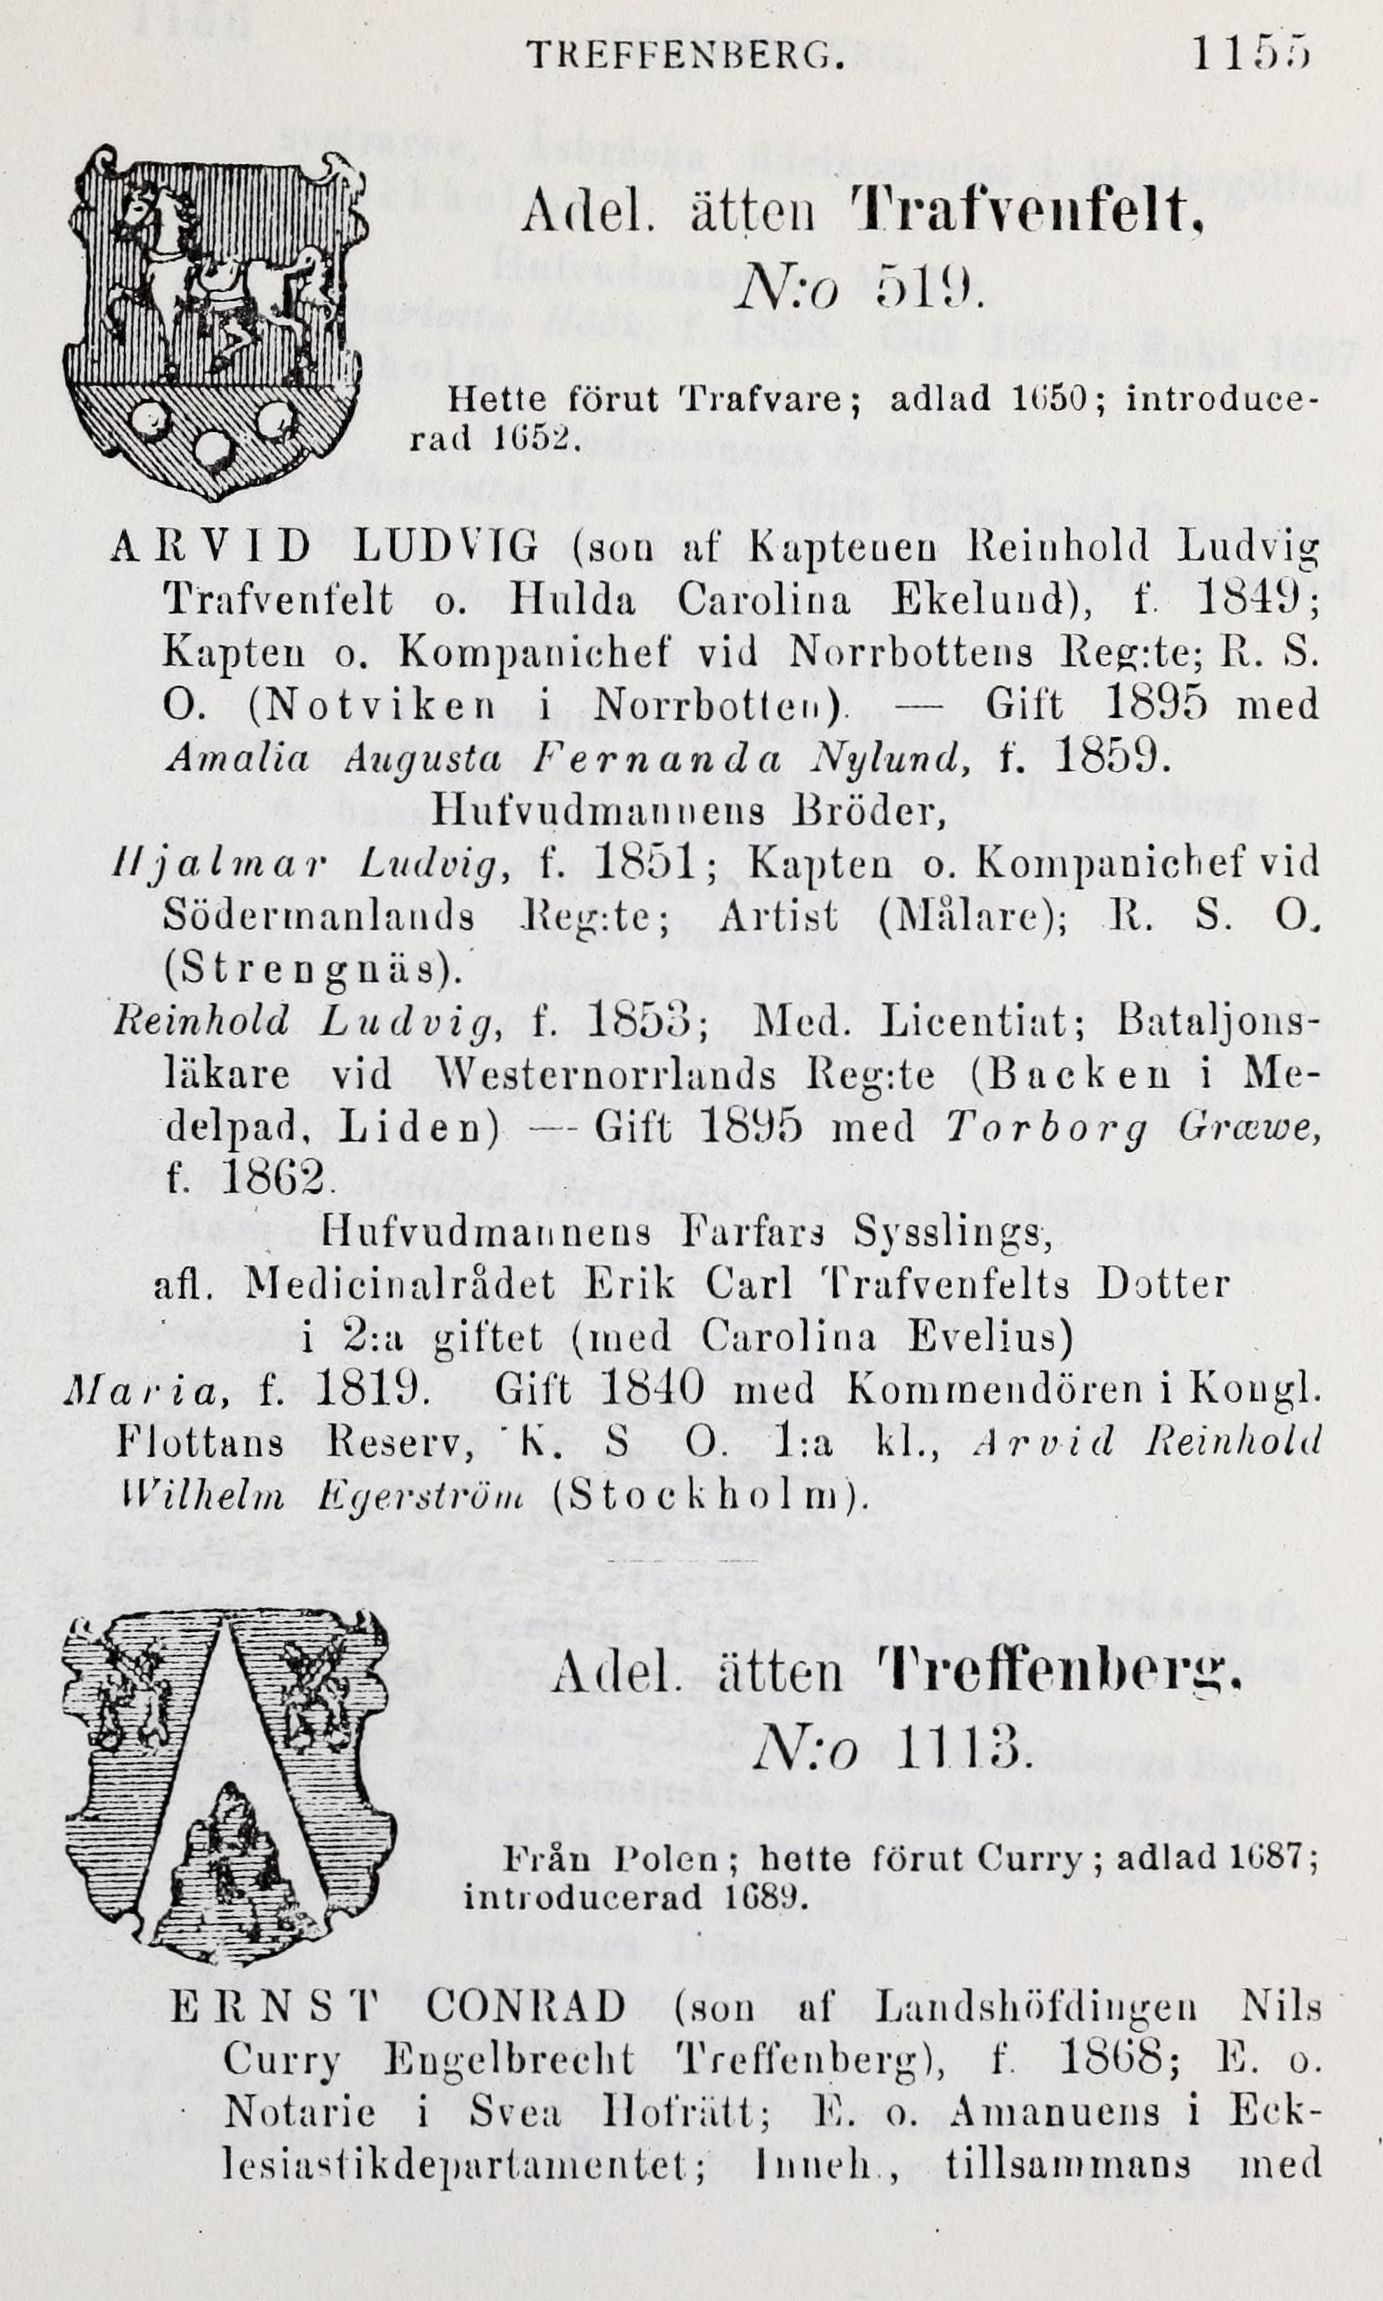 TREFFENBERG. 1155
Adel. ätten Trafvenfelt,
N:o 519.
Hette förut Trafvare; adlad 1650; introduce-
rad 1652.
ARVID LUDVIG (son af Kaptenen Reinhold Ludvig
Trafvenfelt o. Hulda Carolina Ekelund), f. 1849;
Kapten o. Kompanichef vid Norrbottens Reg:te; R. S.
O. (Notviken i Norrbotten). — Gift 1895 med
Amalia Augusta Fernanda Nylund, f. 1859.
Hufvudmannens Bröder,
Hjalmar Ludvig, f. 1851; Kapten o. Kompanichef vid
Södermanlands Reg:te; Artist (Målare); R. S. O.
(Strengnäs).
Reinhold Ludvig, f. 1853; Med. Licentiat; Bataljons-
läkare vid Westernorrlands Reg:te (Backen i Me-
delpad, Liden) — Gift 1895 med Torborg Græwe,
f. 1862.
Hufvudmannens Farfars Sysslings,
afl. Medicinalrådet Erik Carl Trafvenfelts Dotter
i 2:a giftet (med Carolina Evelius)
Maria, f. 1819. Gift 1840 med Kommendören i Kongl.
Flottans Reserv, K. S O. 1:a kl., Arvid Reinhold
Wilhelm Egerström (Stockholm).
Adel. ätten Treffenberg.
N:o 1113.
Från Polen; hette förut Curry; adlad 1687;
introducerad 1689.
ERNST CONRAD (son af Landshöfdingen Nils
Curry Engelbrecht Treffenberg), f. 1868; E. o.
Notarie i Svea Hofrätt; E. o. Amanuens i Eck-
lesiastikdepartamentet; Inneh., tillsammans med